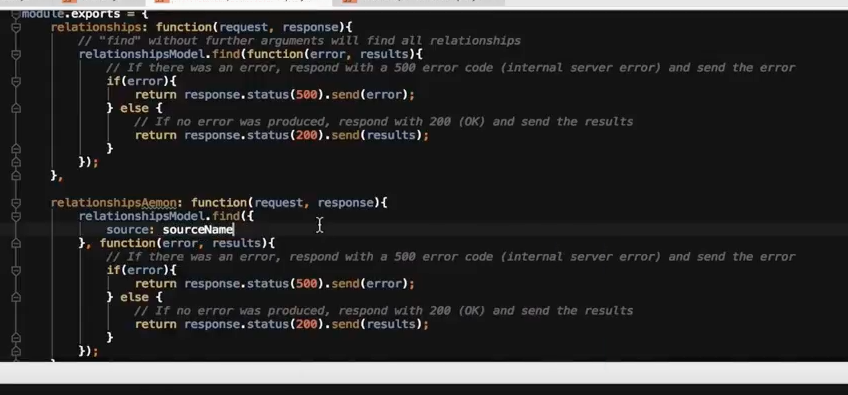 module.exports = {
relationships: function(request, response){
// "find" without further arguments will find all relationships
relationshipsModel.find(function(error, results){
// If there was an error, respond with a 500 error code (internal server error) and send the error
if(error){
return response.status(500).send(error);
} else {
// If no error was produced, respond with 200 (OK) and send the results
return response.status(200).send(results);
}
});
},
relationshipsAemon: function(request, response){
relationshipsModel.find({
source: sourceName
}, function(error, results){
// If there was an error, respond with a 500 error code (internal server error) and send the error
if(error){
return response.status(500).send(error);
} else {
// If no error was produced, respond with 200 (OK) and send the results
return response.status(200).send(results);
}
});